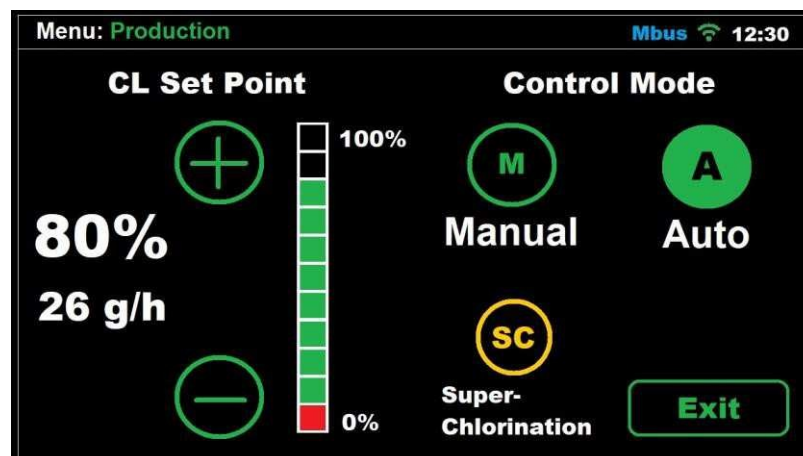 Menu: Production
Mbus 12:30
CL Set Point
Control Mode
100%
M
A
Manual
Auto
80%
26 g/h
SC
Super-
Chlorination
0%
Exit